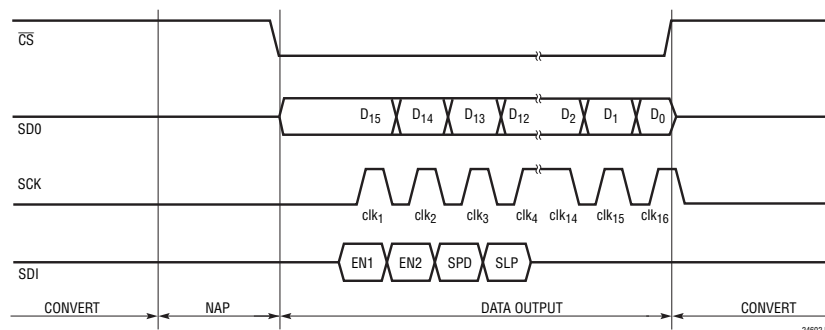 CS
SD0
D15 D14 D13 D12 D2 D1 D0
SCK
clk1 clk2 clk3 clk4 clk14 clk15 clk16
SDI
EN1 EN2 SPD SLP
CONVERT NAP DATA OUTPUT CONVERT